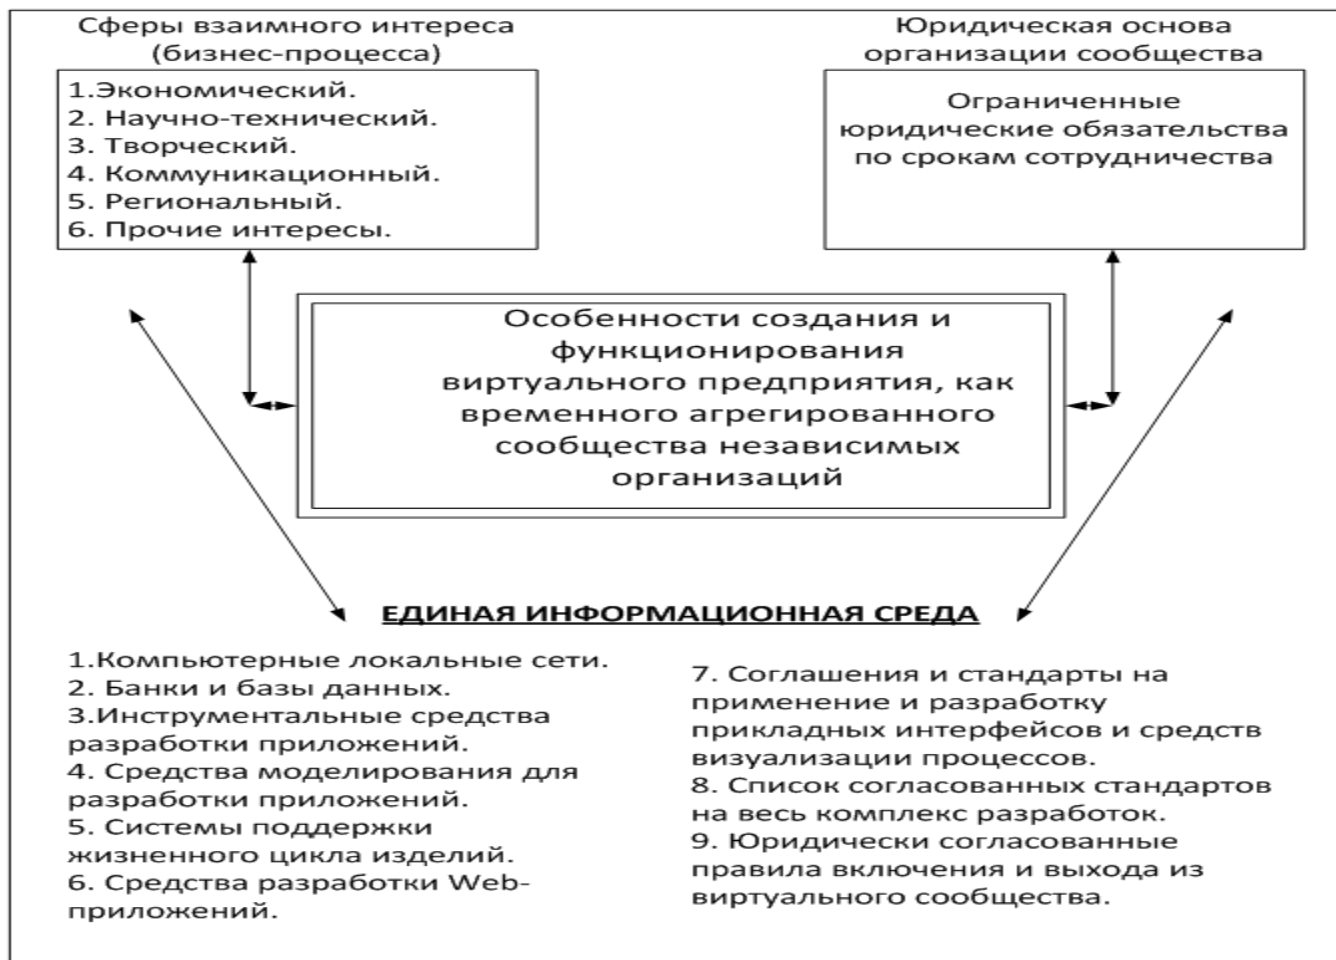 Сферы взаимного интереса
(бизнес-процесса)
1.Экономический.
2. Научно-технический.
3. Творческий.
4. Коммуникационный.
5. Региональный.
6. Прочие интересы.
Юридическая основа
организации сообщества
Ограниченные
юридические обязательства
по срокам сотрудничества
Особенности создания и
функционирования
виртуального предприятия, как
временного агрегированного
сообщества независимых
организаций
ЕДИНАЯ ИНФОРМАЦИОННАЯ СРЕДА
1.Компьютерные локальные сети.
2. Банки и базы данных.
3.Инструментальные средства
разработки приложений.
4. Средства моделирования для
разработки приложений.
5. Системы поддержки
жизненного цикла изделий.
6. Средства разработки Web-
приложений.
7. Соглашения и стандарты на
применение и разработку
прикладных интерфейсов и средств
визуализации процессов.
8. Список согласованных стандартов
на весь комплекс разработок.
9. Юридически согласованные
правила включения и выхода из
виртуального сообщества.